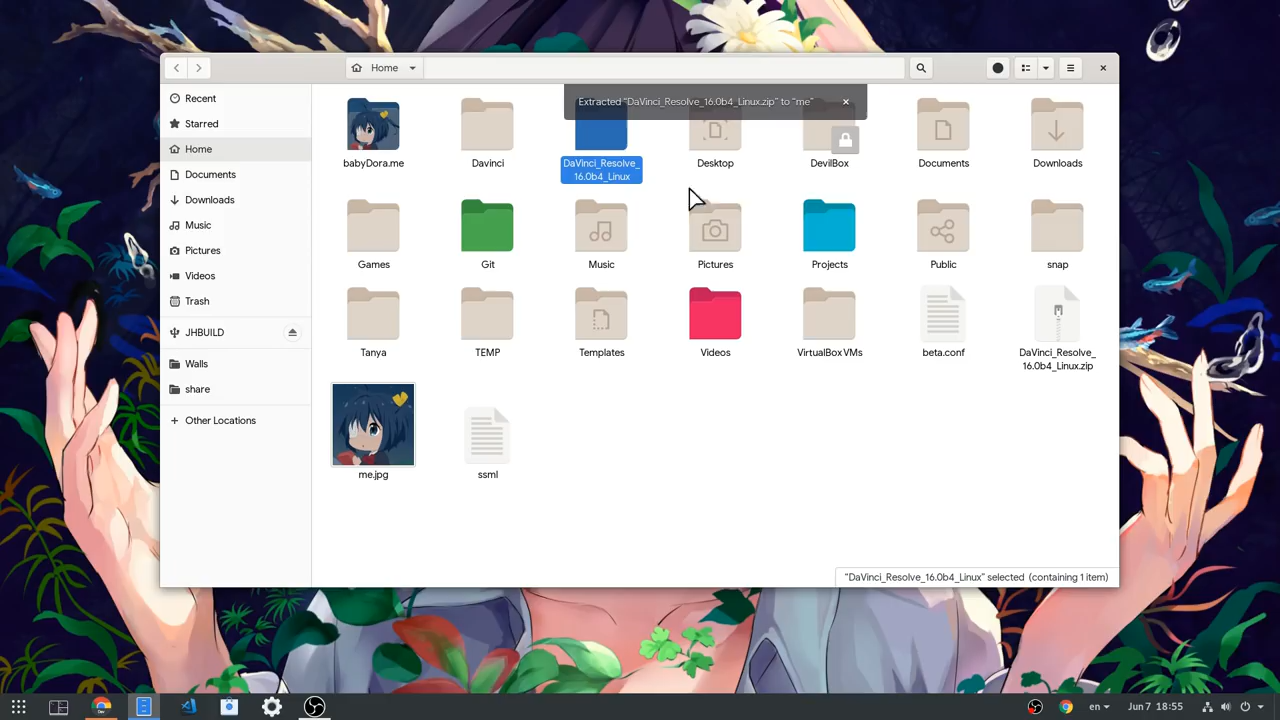 Home
Extracted "DaVinci_Resolve_16.0b4_Linux.zip" to "me"
Recent
Starred
Home
Documents
Downloads
Music
Pictures
Videos
Trash
JHBUILD
Walls
share
Other Locations
babyDora.me
Davinci
DaVinci_Resolve_
16.0b4_Linux
Desktop
DevilBox
Documents
Downloads
Games
Git
Music
Pictures
Projects
Public
snap
Tanya
TEMP
Templates
Videos
VirtualBox VMs
beta.conf
DaVinci_Resolve_
16.0b4_Linux.zip
me.jpg
ssml
"DaVinci_Resolve_16.0b4_Linux" selected (containing 1 item)
Dev
en
Jun 7 18:55